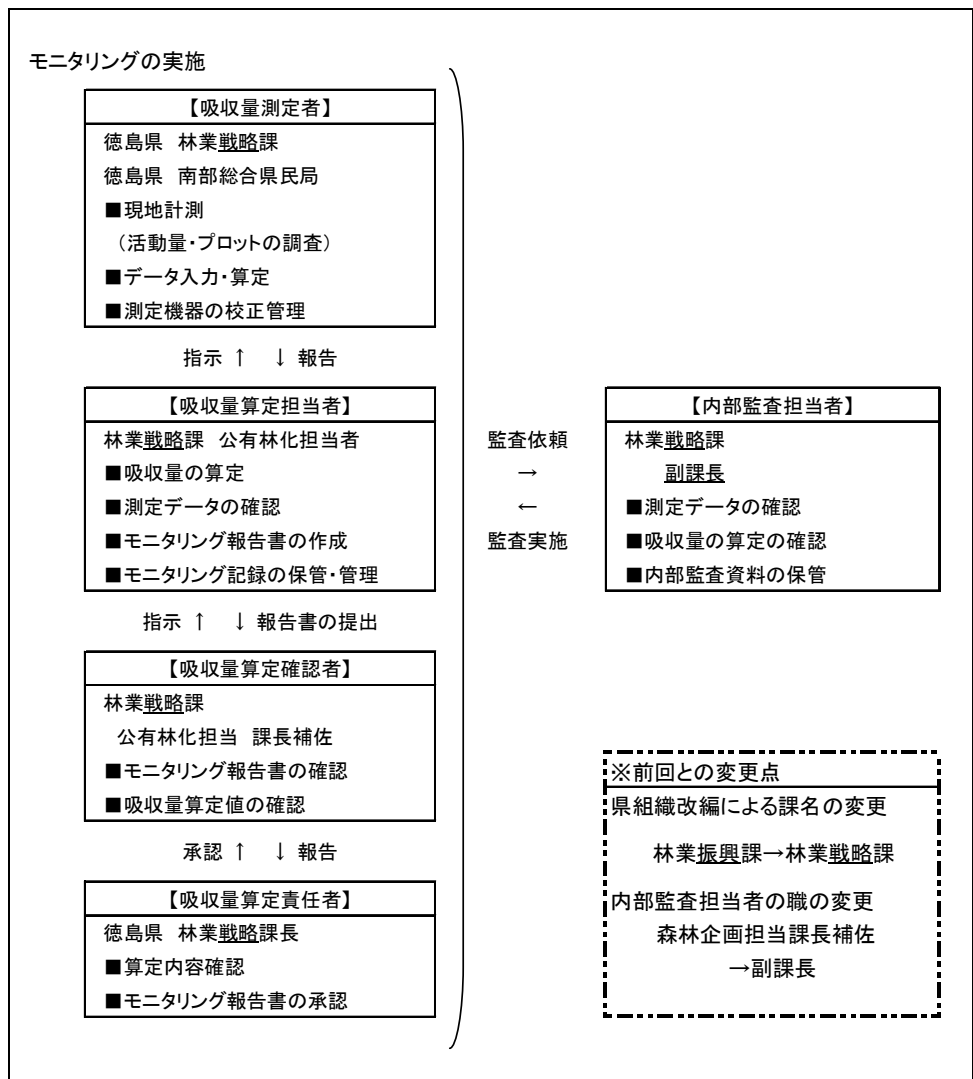 モニタリングの実施
【吸収量測定者】
徳島県 林業戦略課
徳島県 南部総合県民局
■現地計測
（活動量・プロットの調査）
■データ入力・算定
■測定機器の校正管理
指示 ↑ ↓ 報告
【吸収量算定担当者】
林業戦略課 公有林化担当者
■吸収量の算定
■測定データの確認
■モニタリング報告書の作成
■モニタリング記録の保管・管理
監査依頼
→
←
監査実施
【内部監査担当者】
林業戦略課
副課長
■測定データの確認
■吸収量の算定の確認
■内部監査資料の保管
指示 ↑ ↓ 報告書の提出
【吸収量算定確認者】
林業戦略課
公有林化担当 課長補佐
■モニタリング報告書の確認
■吸収量算定値の確認
承認 ↑ ↓ 報告
【吸収量算定責任者】
徳島県 林業戦略課長
■算定内容確認
■モニタリング報告書の承認
※前回との変更点
県組織改編による課名の変更
林業振興課→林業戦略課
内部監査担当者の職の変更
森林企画担当課長補佐
→副課長